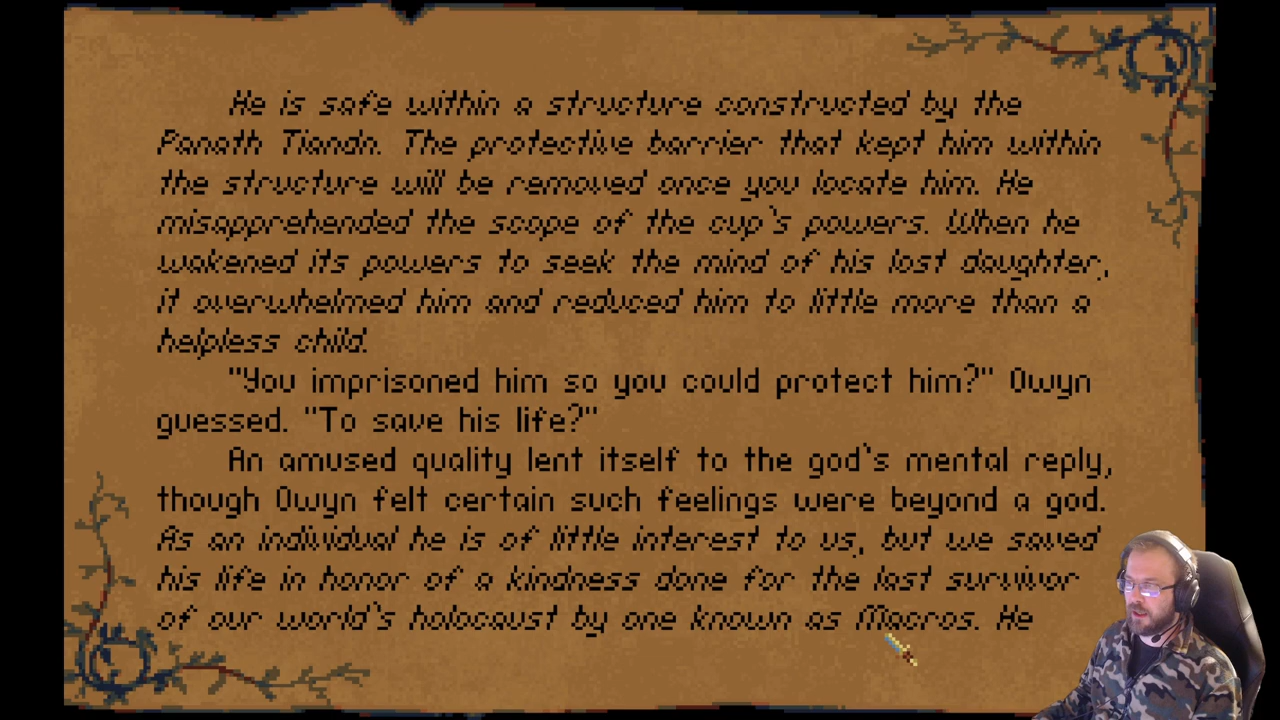 He is safe within a structure constructed by the
Panath Tiandn. The protective barrier that kept him within
the structure will be removed once you locate him. He
misapprehended the scope of the cup's powers. When he
wakened its powers to seek the mind of his lost daughter,
it overwhelmed him and reduced him to little more than a
helpless child.
"You imprisoned him so you could protect him?" Owyn
guessed. "To save his life?"
An amused quality lent itself to the god's mental reply,
though Owyn felt certain such feelings were beyond a god.
As an individual he is of little interest to us, but we saved
his life in honor of a kindness done for the last survivor
of our world's holocaust by one known as Macros. He